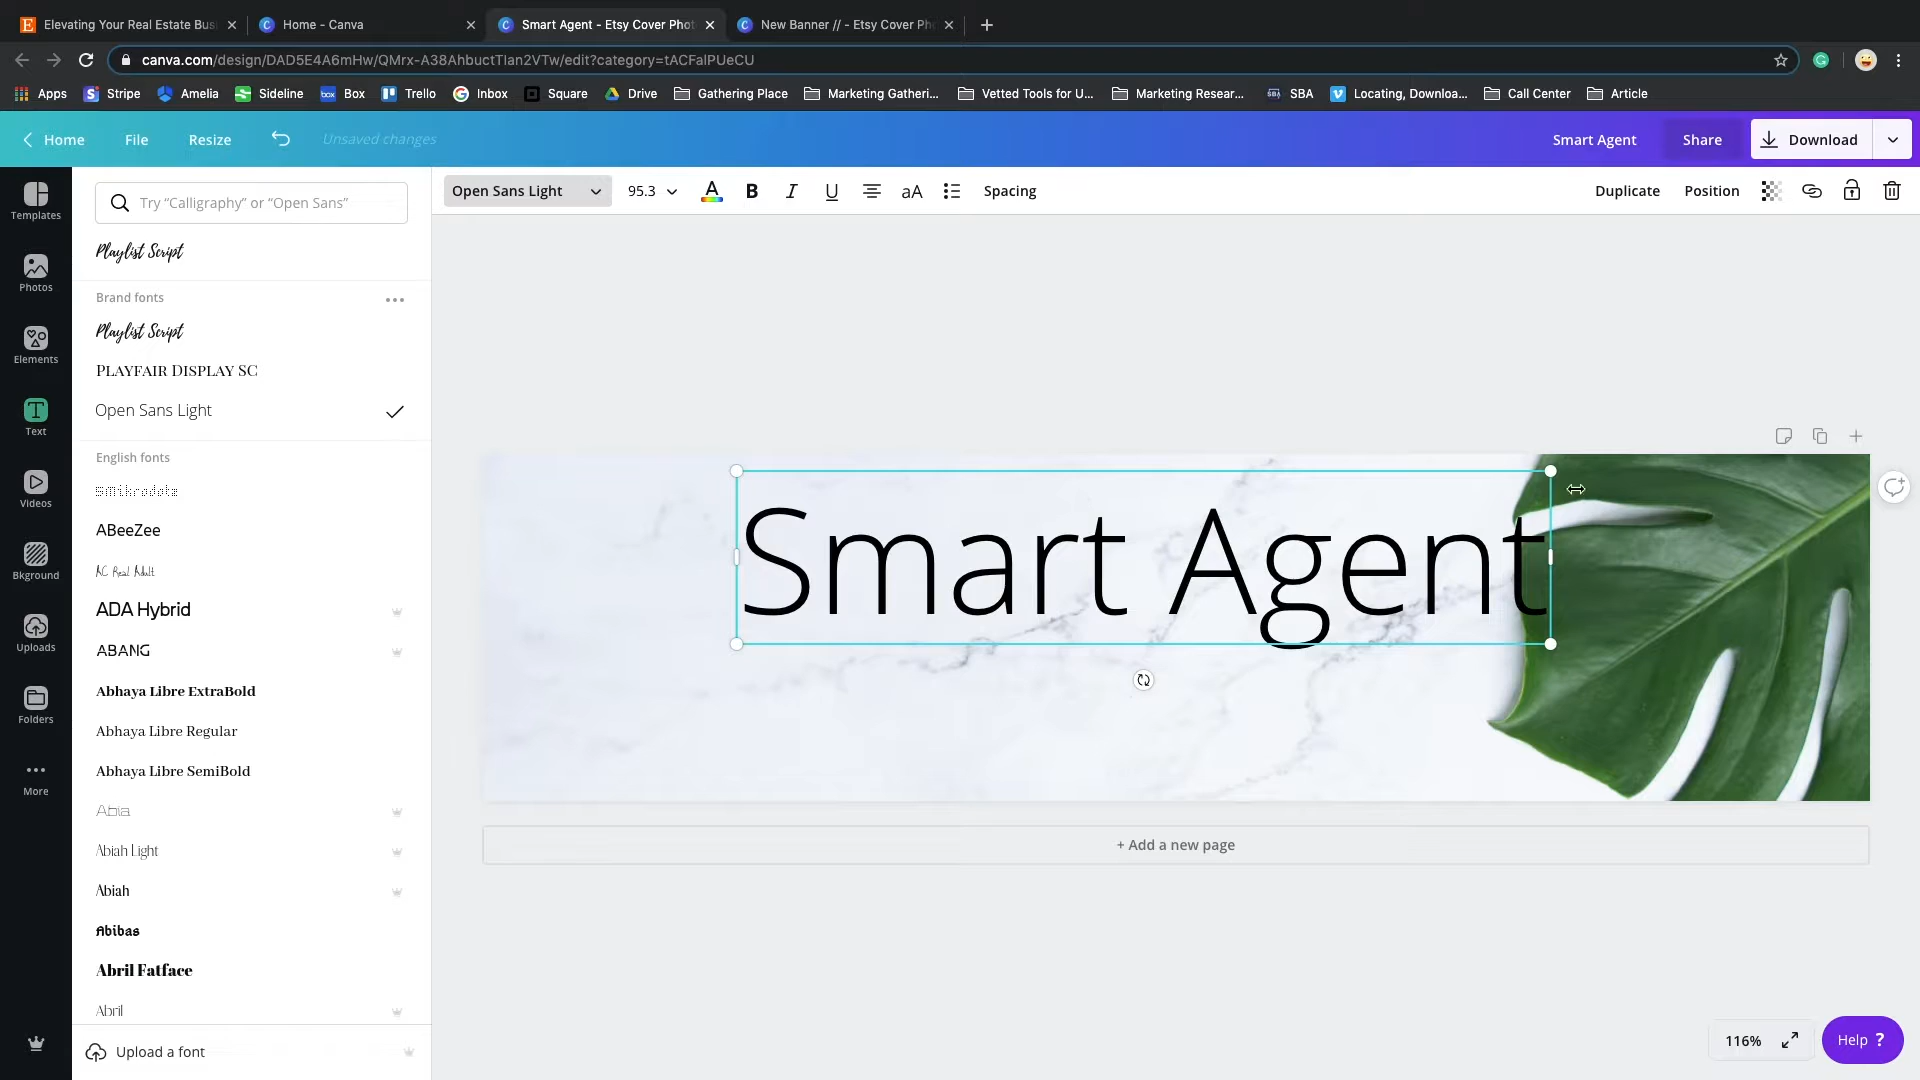 Elevating Your Real Estate Bus
Home - Canva
Smart Agent - Etsy Cover Phot
New Banner // - Etsy Cover Ph
canva.com/design/DAD5E4A6mHw/QMrx-A38AhbuctTlan2VTw/edit?category=tACFalPUeCU
Apps
Stripe
Amelia
Sideline
Box
Trello
Inbox
Square
Drive
Gathering Place
Marketing Gatheri...
Vetted Tools for U...
Marketing Resear...
SBA
Locating, Downloa...
Call Center
Article
Home
File
Resize
Unsaved changes
Smart Agent
Share
Download
Open Sans Light
95.3
A
B
I
U
aA
Spacing
Duplicate
Position
Templates
Photos
Elements
Text
Videos
Bkground
Uploads
Folders
More
Try “Calligraphy” or “Open Sans”
Playlist Script
Brand fonts
Playlist Script
Playfair Display SC
Open Sans Light
English fonts
5Mikrodots
ABeeZee
AC Real Adult
ADA Hybrid
ABANG
Abhaya Libre ExtraBold
Abhaya Libre Regular
Abhaya Libre SemiBold
Abia
Abiah Light
Abiah
Abibas
Abril Fatface
Abril
Upload a font
Smart Agent
+ Add a new page
116%
Help ?